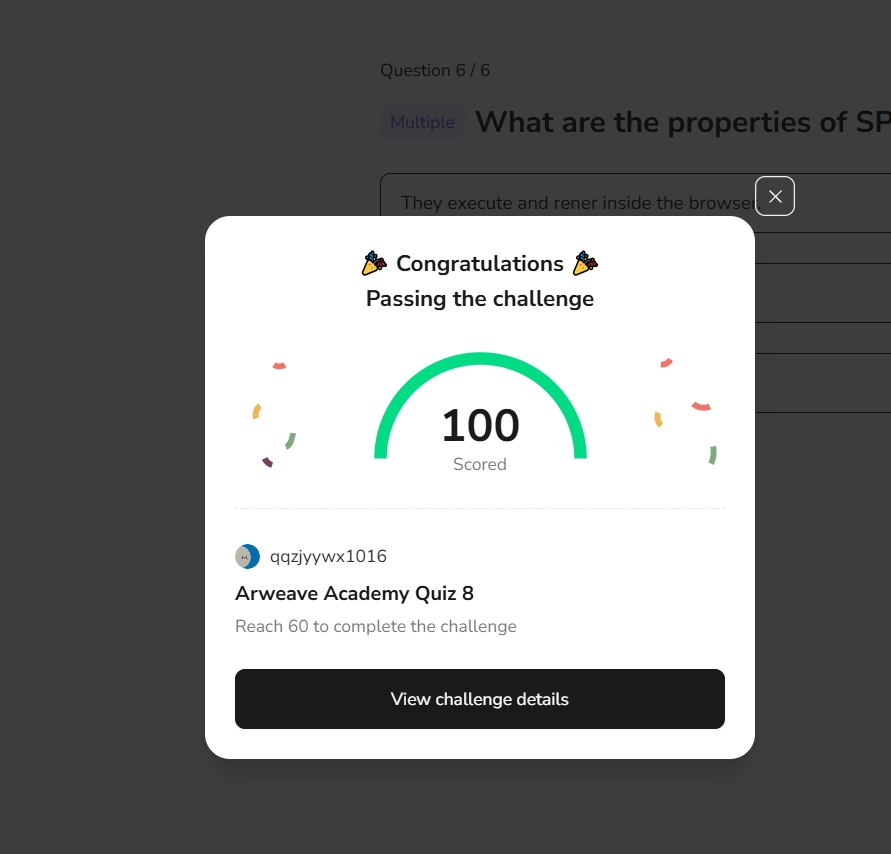 Question 6 / 6
Multiple
What are the properties of SP
They execute and rener inside the browser.
Congratulations
Passing the challenge
100
Scored
qqzjyywx1016
Arweave Academy Quiz 8
Reach 60 to complete the challenge
View challenge details